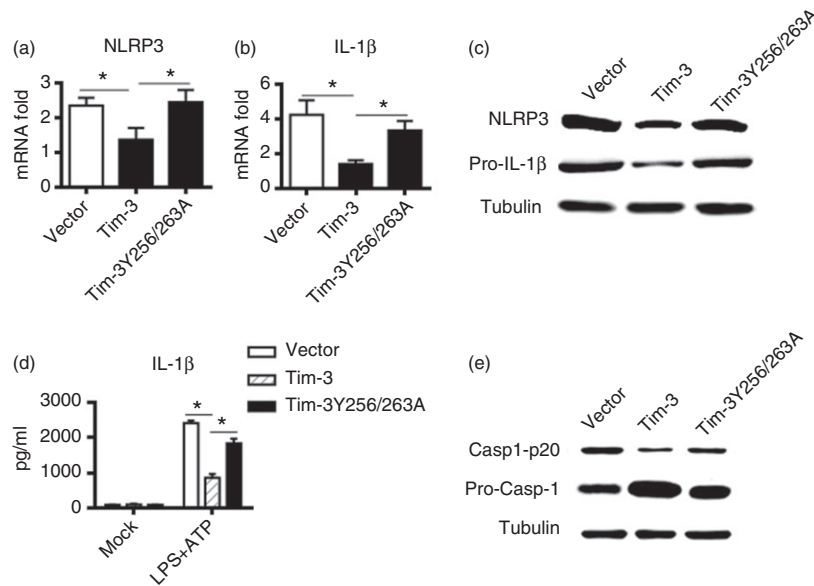 (a)
NLRP3
mRNA fold
3
2
1
0
*
*
Vector
Tim-3
Tim-3Y256/263A
(b)
IL-1β
mRNA fold
6
4
2
0
*
*
Vector
Tim-3
Tim-3Y256/263A
(c)
Vector
Tim-3
Tim-3Y256/263A
NLRP3
Pro-IL-1β
Tubulin
(d)
IL-1β
pg/ml
3000
2000
1000
0
*
*
Mock
LPS+ATP
Vector
Tim-3
Tim-3Y256/263A
(e)
Vector
Tim-3
Tim-3Y256/263A
Casp1-p20
Pro-Casp-1
Tubulin